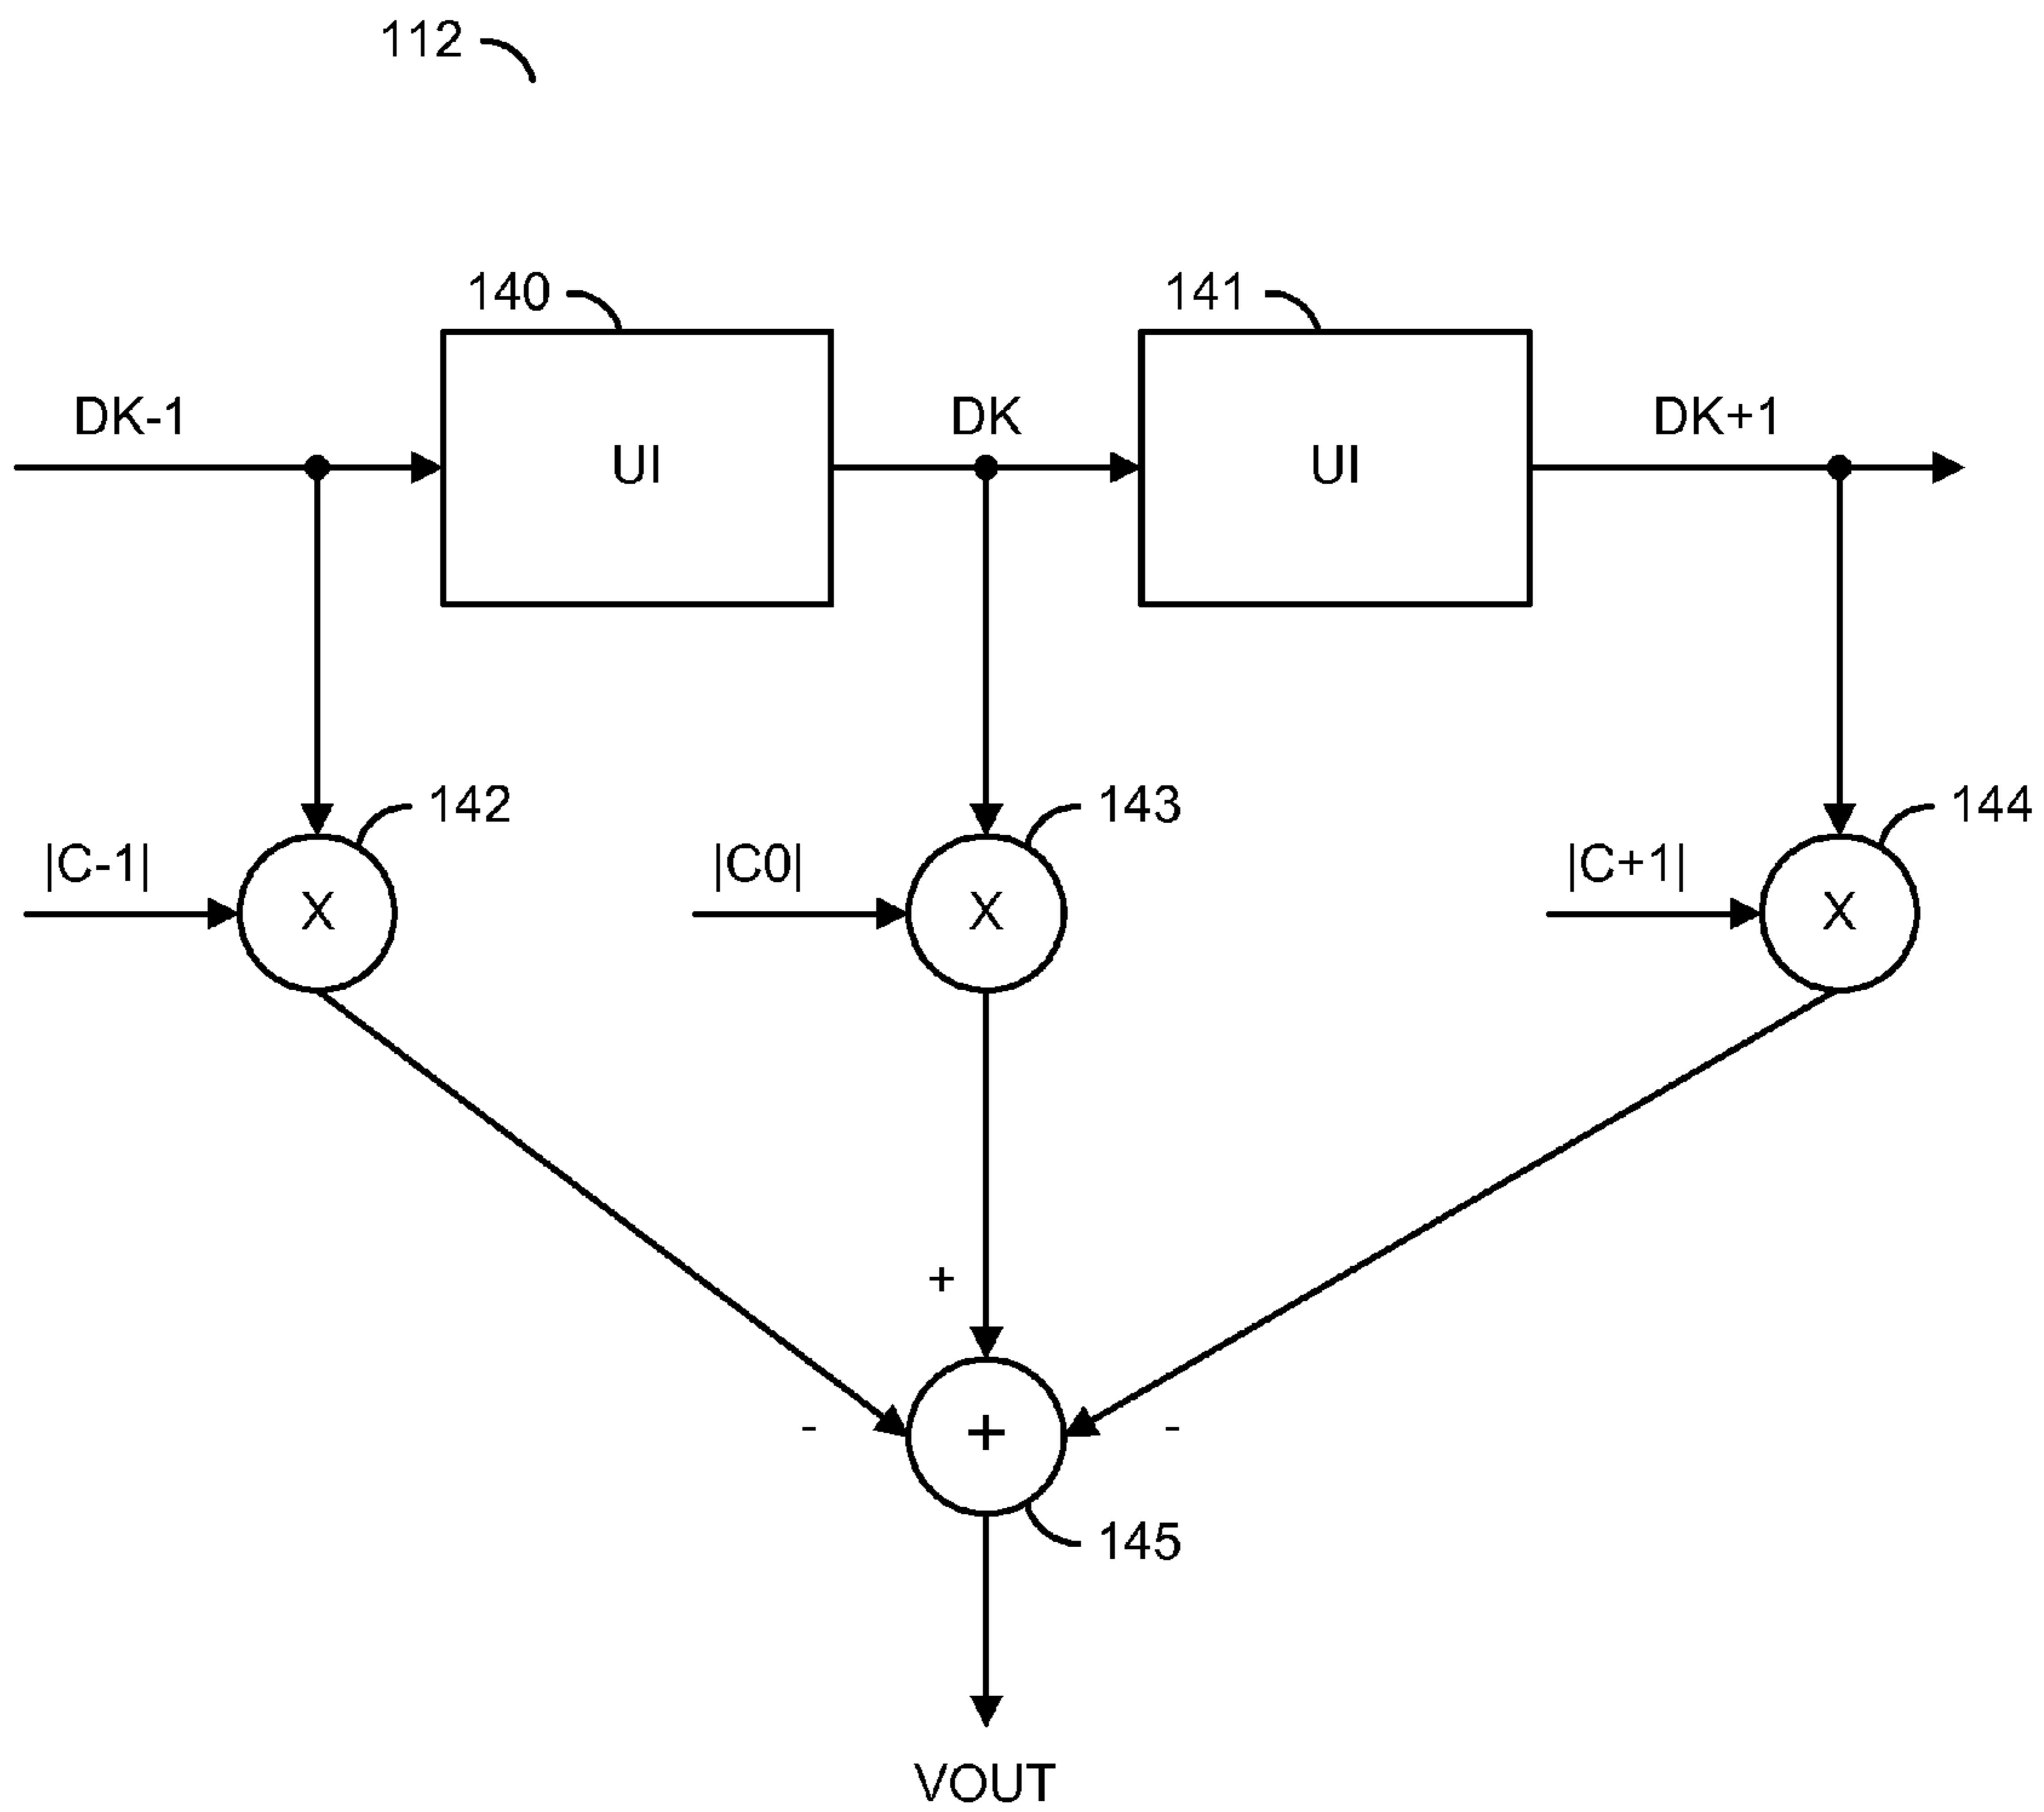 112
140
141
DK-1
DK
DK+1
UI
UI
142
143
144
|C-1|
|C0|
|C+1|
X
X
X
+
-
+
-
145
VOUT